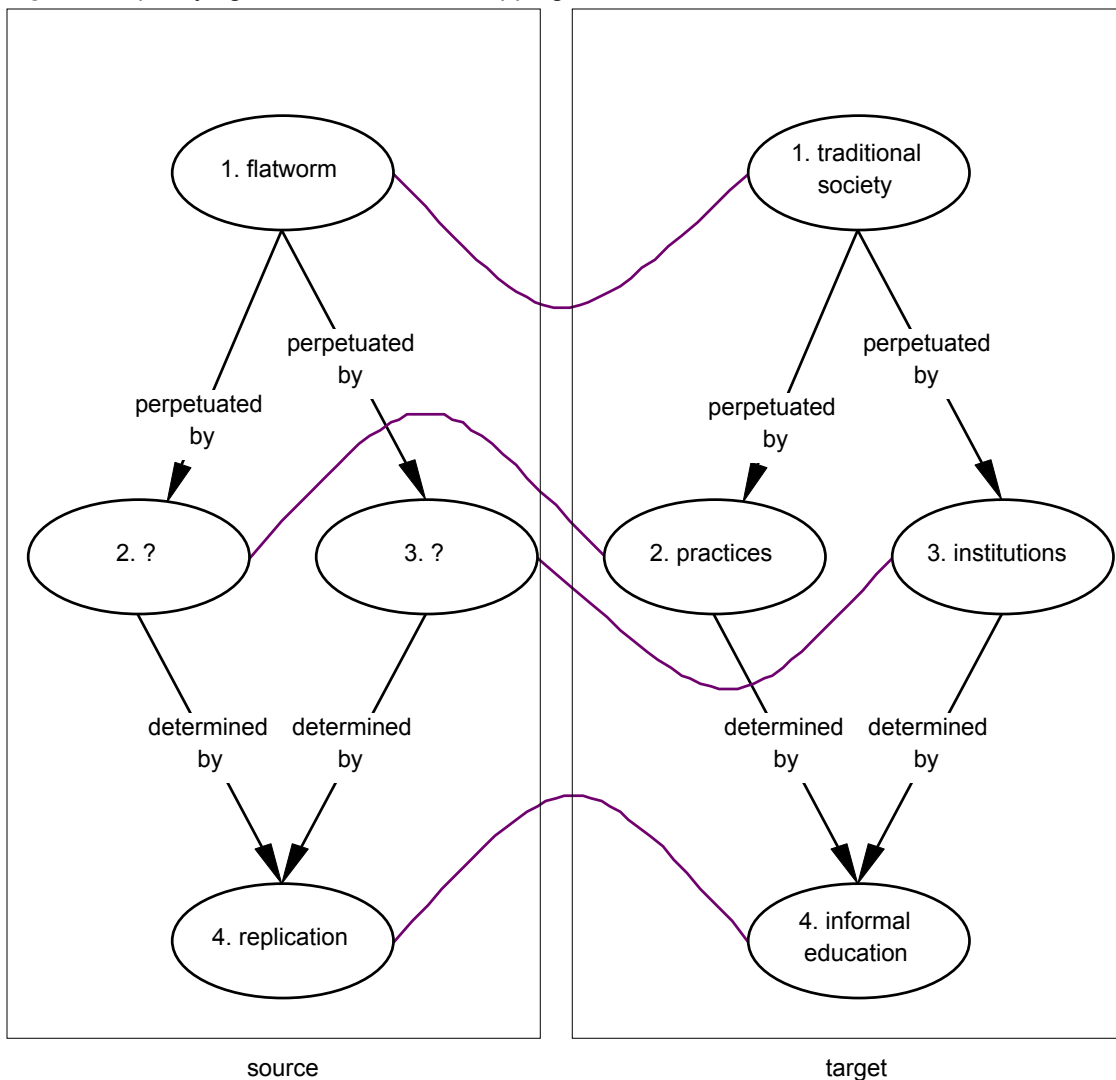 1. flatworm
perpetuated
by
perpetuated
by
2. ?
3. ?
determined
by
determined
by
4. replication
source
1. traditional
society
perpetuated
by
perpetuated
by
2. practices
3. institutions
determined
by
determined
by
4. informal
education
target